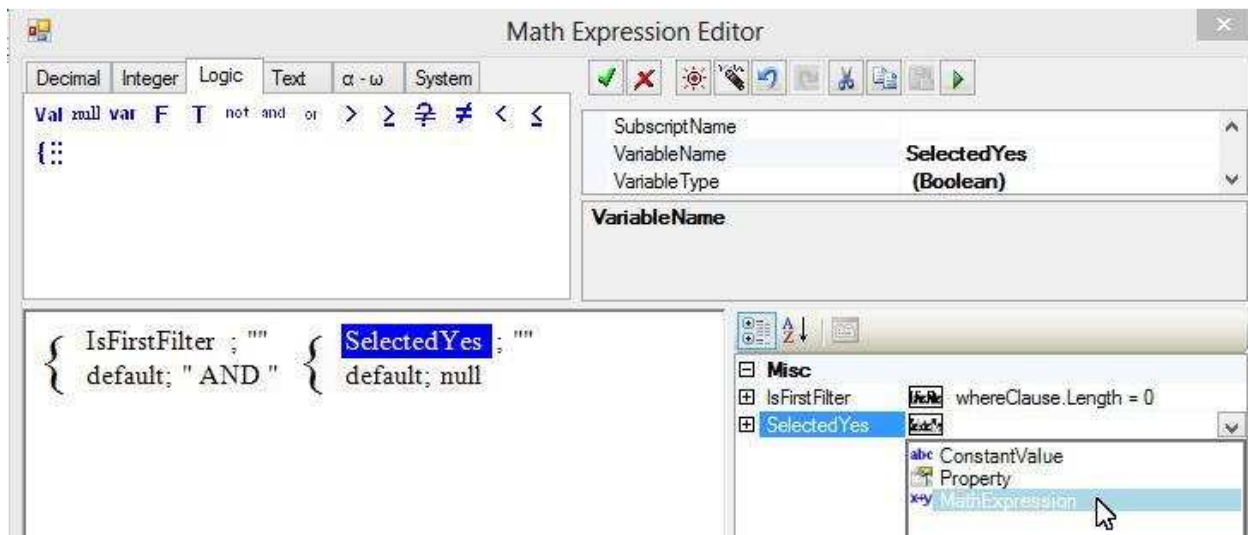 Math Expression Editor
Decimal Integer Logic Text α - ω System
Val null var F T not and or > ≥ = ≠ < ≤
{::
SubscriptName
VariableName SelectedYes
VariableType (Boolean)
VariableName
IsFirstFilter ; "" SelectedYes ; ""
default; " AND " default; null
Misc
IsFirstFilter whereClause.Length = 0
SelectedYes
abc ConstantValue
Property
x+y MathExpression